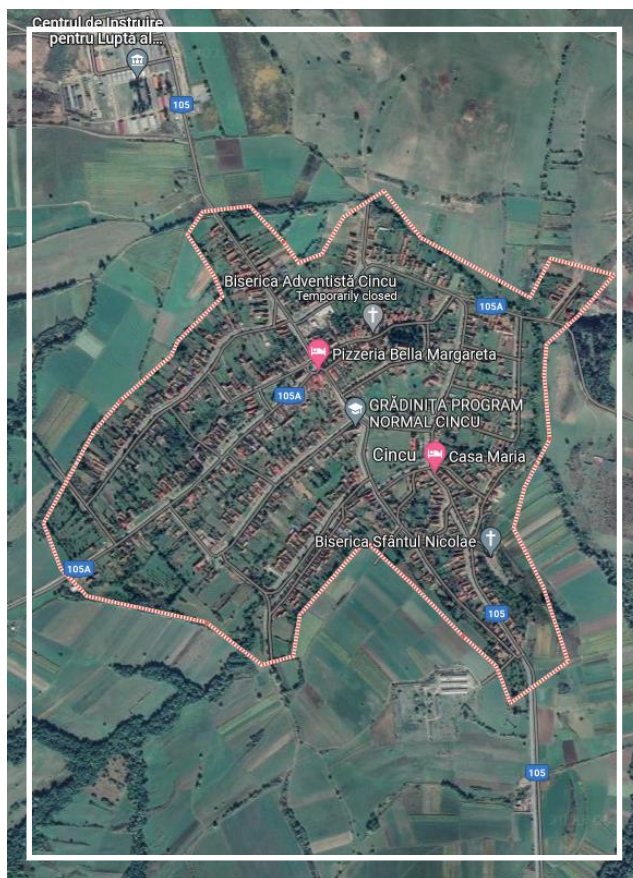 Centrul de Instruire
pentru Luptă al...
105
Biserica Adventistă Cincu
Temporarily closed
105A
Pizzeria Bella Margareta
105A
GRĂDINIȚA PROGRAM
NORMAL CINCU
Cincu
Casa Maria
Biserica Sfântul Nicolae
105A
105
105